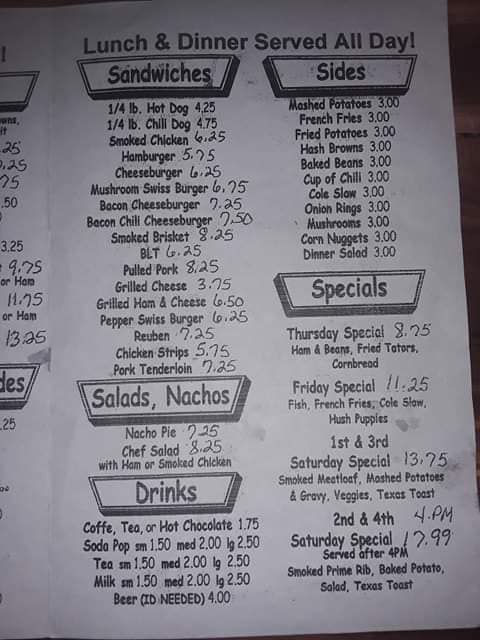 !
owns,
it
.25
.25
75
.50
3.25
9.75
or Ham
11.75
or Ham
13.25
des
.25
Lunch & Dinner Served All Day!
Sandwiches
1/4 lb. Hot Dog 4.25
1/4 lb. Chili Dog 4.75
Smoked Chicken 6.25
Hamburger 5.75
Cheeseburger 6.25
Mushroom Swiss Burger 6.75
Bacon Cheeseburger 7.25
Bacon Chili Cheeseburger 7.50
Smoked Brisket 8.25
BLT 6.25
Pulled Pork 8.25
Grilled Cheese 3.75
Grilled Ham & Cheese 6.50
Pepper Swiss Burger 6.25
Reuben 7.25
Chicken Strips 5.75
Pork Tenderloin 7.25
Salads, Nachos
Nacho Pie 7.25
Chef Salad 8.25
with Ham or Smoked Chicken
Drinks
Coffe, Tea, or Hot Chocolate 1.75
Soda Pop sm 1.50 med 2.00 lg 2.50
Tea sm 1.50 med 2.00 lg 2.50
Milk sm 1.50 med 2.00 lg 2.50
Beer (ID NEEDED) 4.00
Sides
Mashed Potatoes 3.00
French Fries 3.00
Fried Potatoes 3.00
Hash Browns 3.00
Baked Beans 3.00
Cup of Chili 3.00
Cole Slaw 3.00
Onion Rings 3.00
Mushrooms 3.00
Corn Nuggets 3.00
Dinner Salad 3.00
Specials
Thursday Special 8.75
Ham & Beans, Fried Tators,
Cornbread
Friday Special 11.25
Fish, French Fries, Cole Slaw,
Hush Puppies
1st & 3rd
Saturday Special 13.75
Smoked Meatloaf, Mashed Potatoes
& Gravy, Veggies, Texas Toast
2nd & 4th 4.PM
Saturday Special 17.99
Served after 4PM
Smoked Prime Rib, Baked Potato,
Salad, Texas Toast